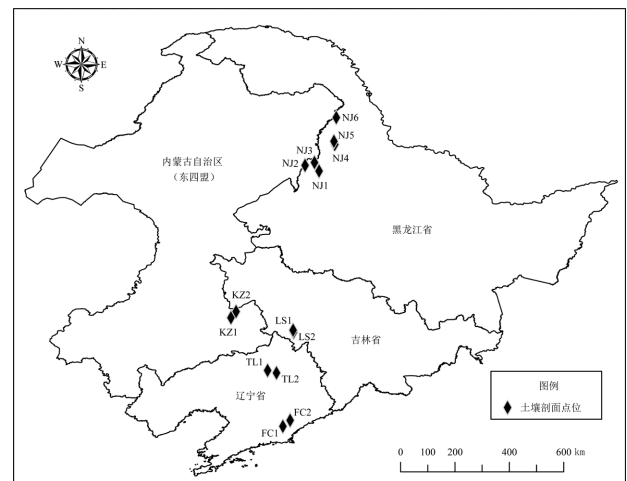 N
W
E
S
NJ6
NJ5
NJ3
NJ4
NJ2
NJ1
内蒙古自治区
(东四盟)
黑龙江省
KZ2
KZ1
LS1
LS2
吉林省
TL1
TL2
辽宁省
FC2
FC1
图例
土壤剖面点位
0 100 200 400 600 km